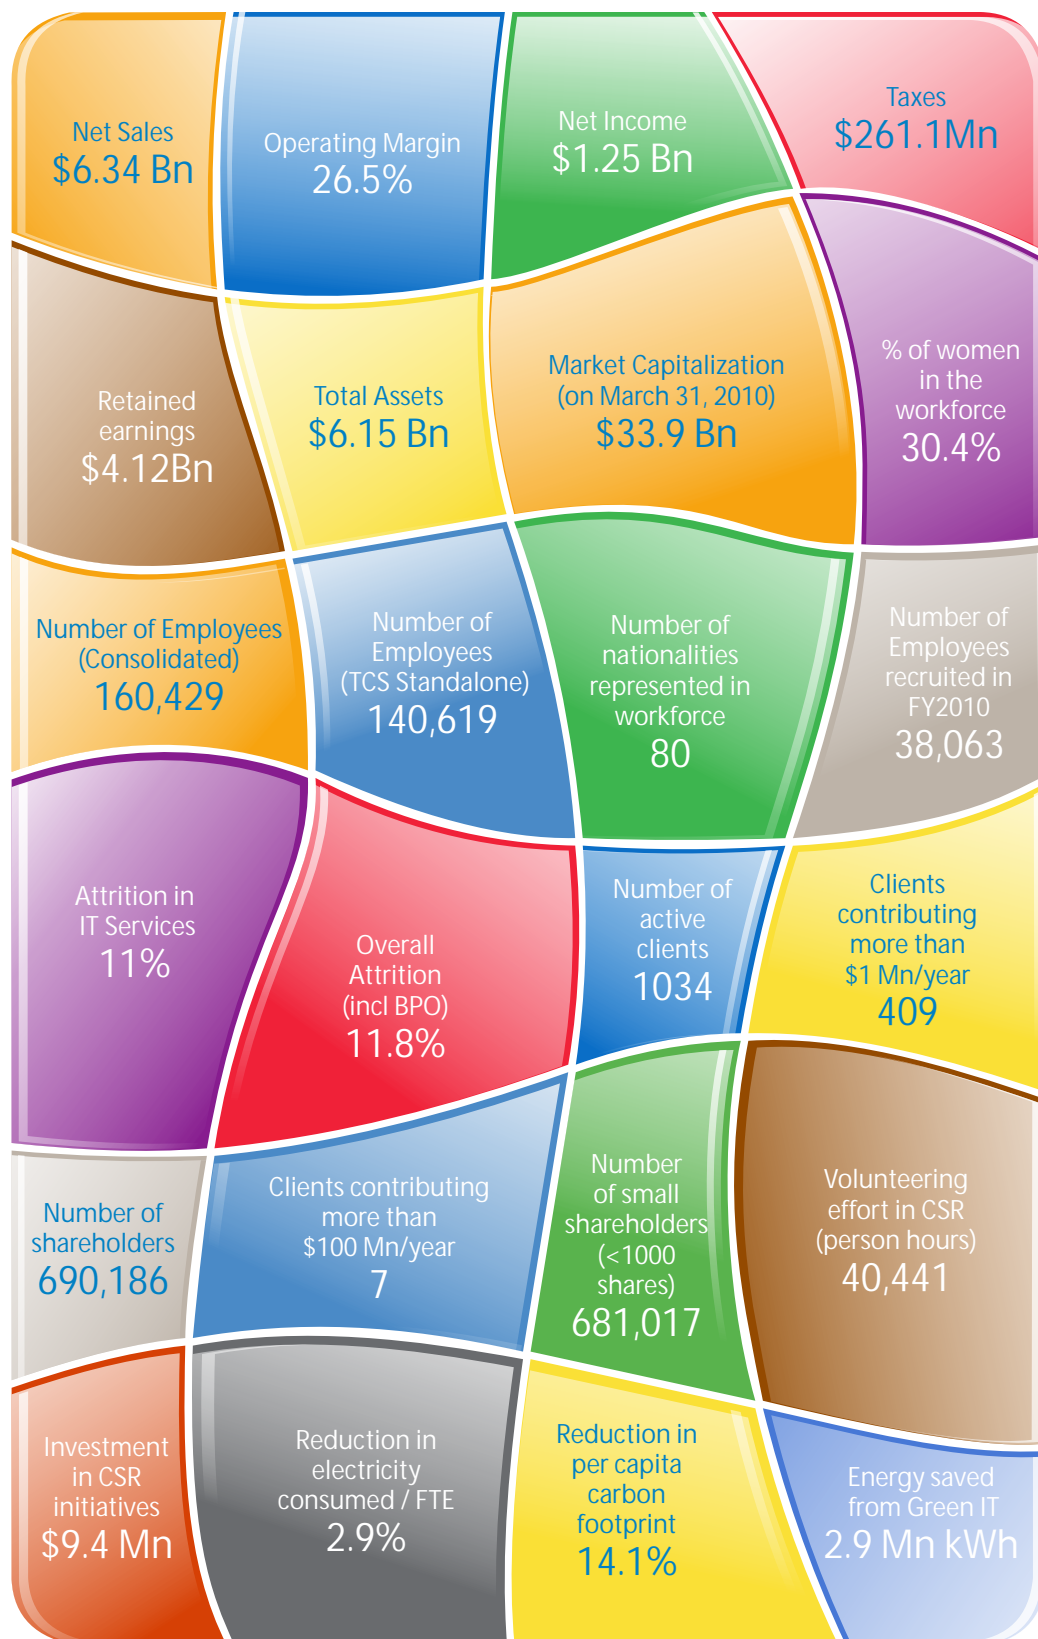 Net Sales
$6.34 Bn
Operating Margin
26.5%
Net Income
$1.25 Bn
Taxes
$261.1Mn
Retained
earnings
$4.12Bn
Total Assets
$6.15 Bn
Market Capitalization
(on March 31, 2010)
$33.9 Bn
% of women
in the
workforce
30.4%
Number of Employees
(Consolidated)
160,429
Number of
Employees
(TCS Standalone)
140,619
Number of
nationalities
represented in
workforce
80
Number of
Employees
recruited in
FY2010
38,063
Attrition in
IT Services
11%
Overall
Attrition
(incl BPO)
11.8%
Number of
active
clients
1034
Clients
contributing
more than
$1 Mn/year
409
Number of
shareholders
690,186
Clients contributing
more than
$100 Mn/year
7
Number
of small
shareholders
(<1000
shares)
681,017
Volunteering
effort in CSR
(person hours)
40,441
Investment
in CSR
initiatives
$9.4 Mn
Reduction in
electricity
consumed / FTE
2.9%
Reduction in
per capita
carbon
footprint
14.1%
Energy saved
from Green IT
2.9 Mn kWh